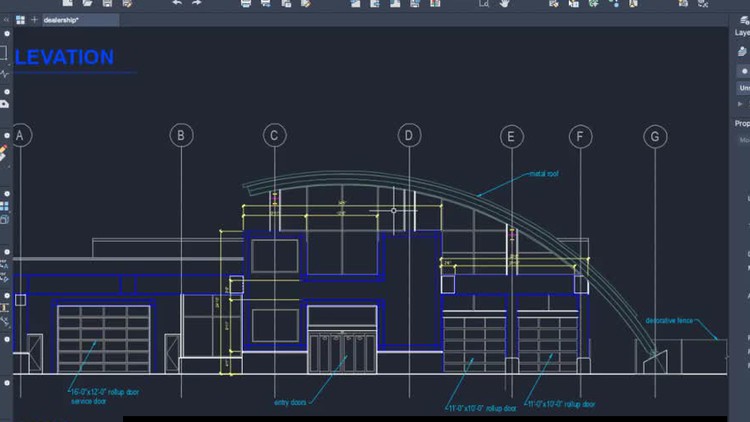 dealership*
LEVATION
A
B
C
D
E
F
G
metal roof
decorative fence
16'-0"x12'-0" rollup door
service door
entry doors
11'-0"x10'-0" rollup door
11'-0"x10'-0" rollup door
Laye
Uns
Prop